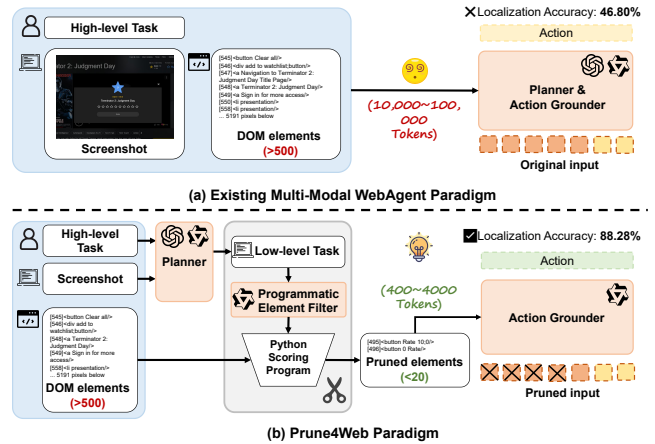 High-level Task
Terminator 2: Judgment Day
Screenshot
[545]<button Clear all/>
[546]<div add to watchlist;button/>
[547]<a Navigation to Terminator 2:
Judgment Day Title Page/>
[548]<a Terminator 2: Judgment Day/>
[549]<a Sign in for more access/>
[550]<li presentation/>
[558]<li presentation/>
... 5191 pixels below
DOM elements
(>500)
(10,000~100,
000
Tokens)
Localization Accuracy: 46.80%
Action
Planner &
Action Grounder
Original input
(a) Existing Multi-Modal WebAgent Paradigm
High-level
Task
Screenshot
Planner
[545]<button Clear all/>
[546]<div add to
watchlist;button/>
[548]<a Terminator 2:
Judgment Day/>
[549]<a Sign in for more
access/>
[558]<li presentation/>
... 5191 pixels below
DOM elements
(>500)
Low-level Task
Programmatic
Element Filter
Python
Scoring
Program
(400~4000
Tokens)
[495]<button Rate 10;0/>
[496]<button 0 Rate/>
Pruned elements
(<20)
Localization Accuracy: 88.28%
Action
Action Grounder
Pruned input
(b) Prune4Web Paradigm